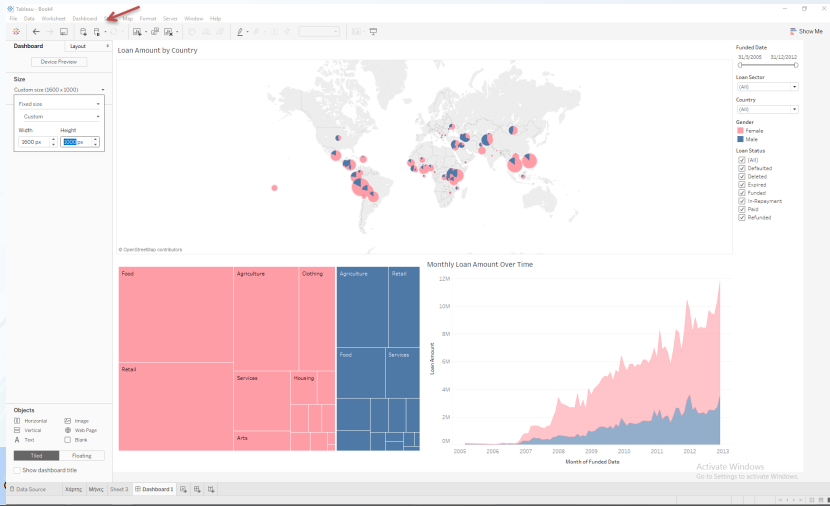 Tableau - Book4
File Data Worksheet Dashboard Map Format Server Window Help
Show Me
Dashboard Layout
Device Preview
Size
Custom size (1600 x 1000)
Fixed size
Custom
Width Height
1600 px 1000 px
Objects
Horizontal Image
Vertical Web Page
Text Blank
Tiled Floating
Show dashboard title
Loan Amount by Country
© OpenStreetMap contributors
Funded Date
31/3/2005 31/12/2012
Loan Sector
(All)
Country
(All)
Gender
Female
Male
Loan Status
(All)
Defaulted
Deleted
Expired
Funded
In-Repayment
Paid
Refunded
Food Agriculture Clothing Agriculture Retail
Food Services
Retail Services Housing
Arts
Monthly Loan Amount Over Time
12M
10M
8M
6M
4M
2M
0M
Loan Amount
2005 2006 2007 2008 2009 2010 2011 2012 2013
Month of Funded Date
Activate Windows
Go to Settings to activate Windows.
Data Source Χάρτης Μήνες Sheet 3 Dashboard 1